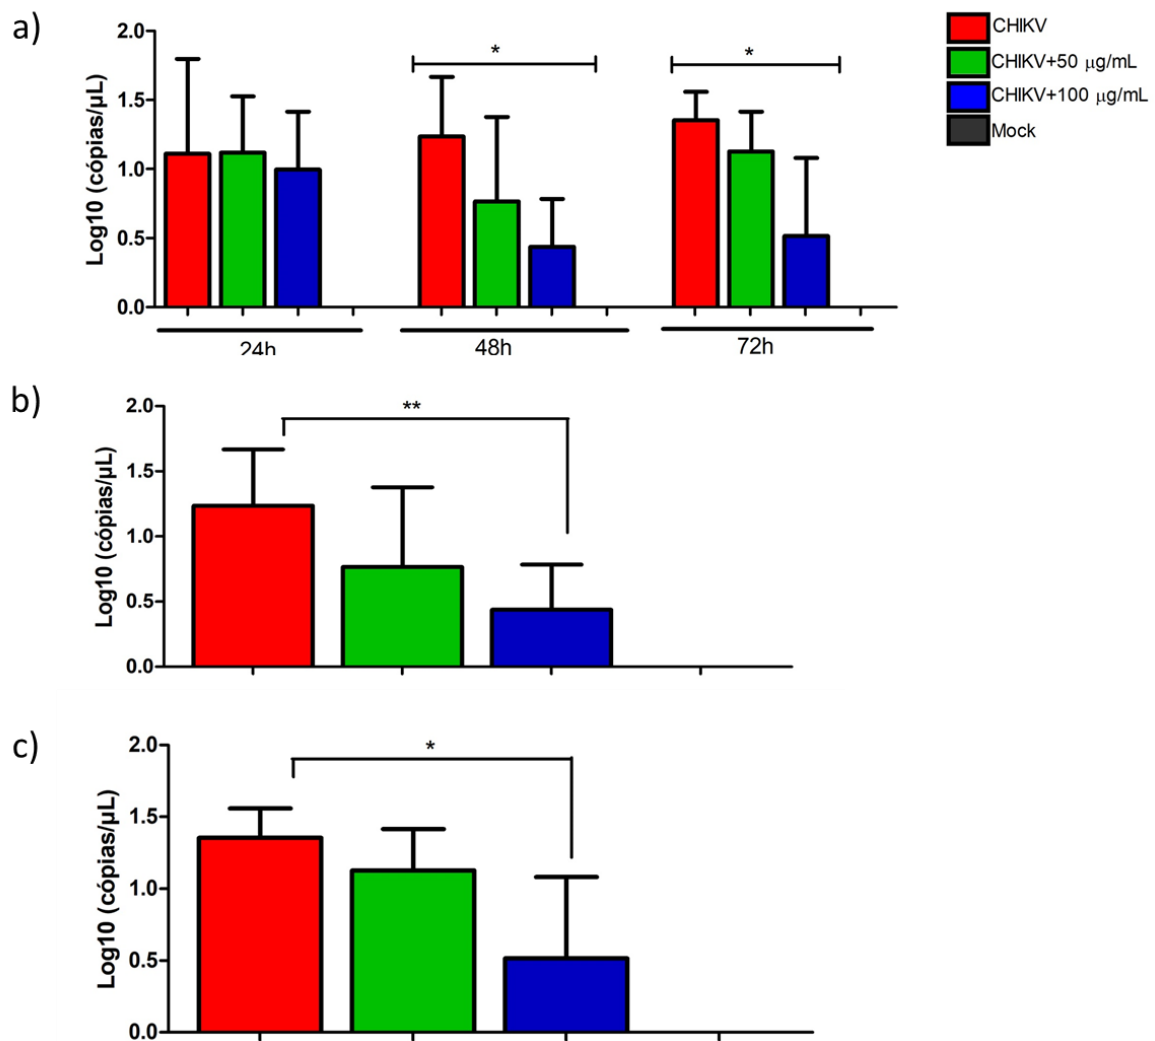 a)
2.0
1.5
1.0
0.5
0.0
Log10 (cópias/µL)
*
*
24h
48h
72h
CHIKV
CHIKV+50 µg/mL
CHIKV+100 µg/mL
Mock
b)
2.0
1.5
1.0
0.5
0.0
Log10 (cópias/µL)
**
c)
2.0
1.5
1.0
0.5
0.0
Log10 (cópias/µL)
*